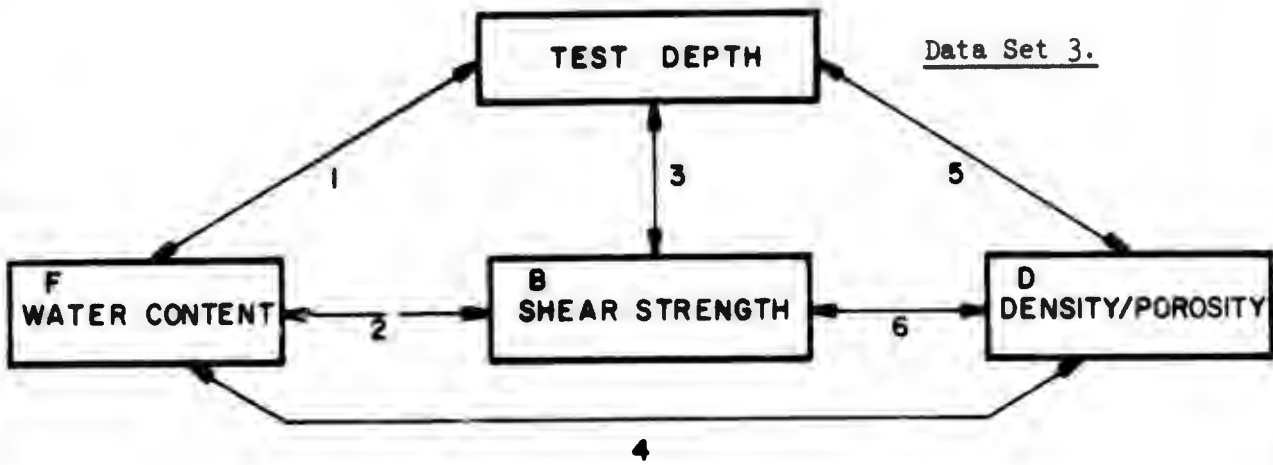 TEST DEPTH
Data Set 3.
1
3
5
F
WATER CONTENT
B
SHEAR STRENGTH
D
DENSITY/POROSITY
2
6
4